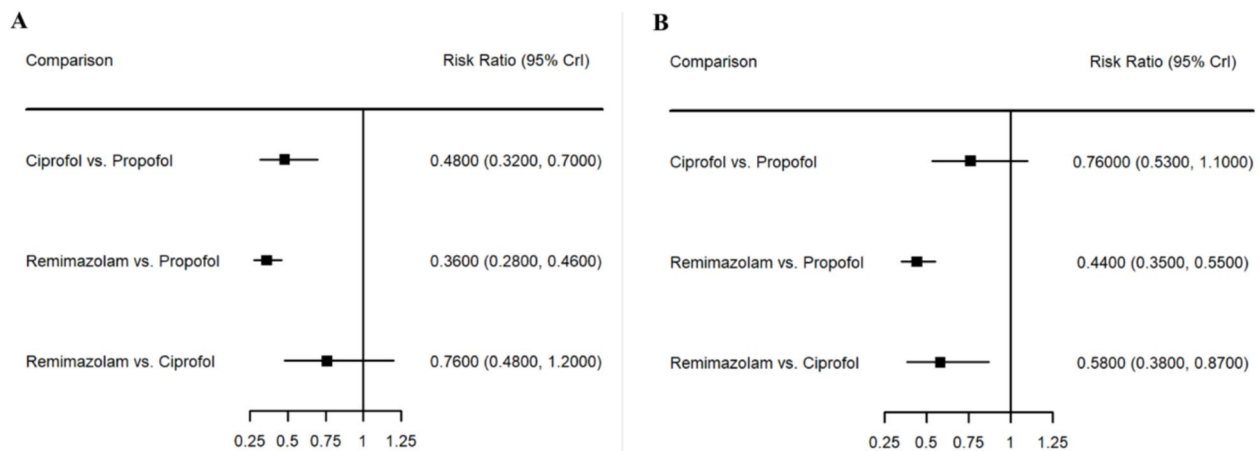 A
Comparison Risk Ratio (95% CrI)
Ciprofol vs. Propofol 0.4800 (0.3200, 0.7000)
Remimazolam vs. Propofol 0.3600 (0.2800, 0.4600)
Remimazolam vs. Ciprofol 0.7600 (0.4800, 1.2000)
0.25 0.5 0.75 1 1.25
B
Comparison Risk Ratio (95% CrI)
Ciprofol vs. Propofol 0.76000 (0.5300, 1.1000)
Remimazolam vs. Propofol 0.4400 (0.3500, 0.5500)
Remimazolam vs. Ciprofol 0.5800 (0.3800, 0.8700)
0.25 0.5 0.75 1 1.25